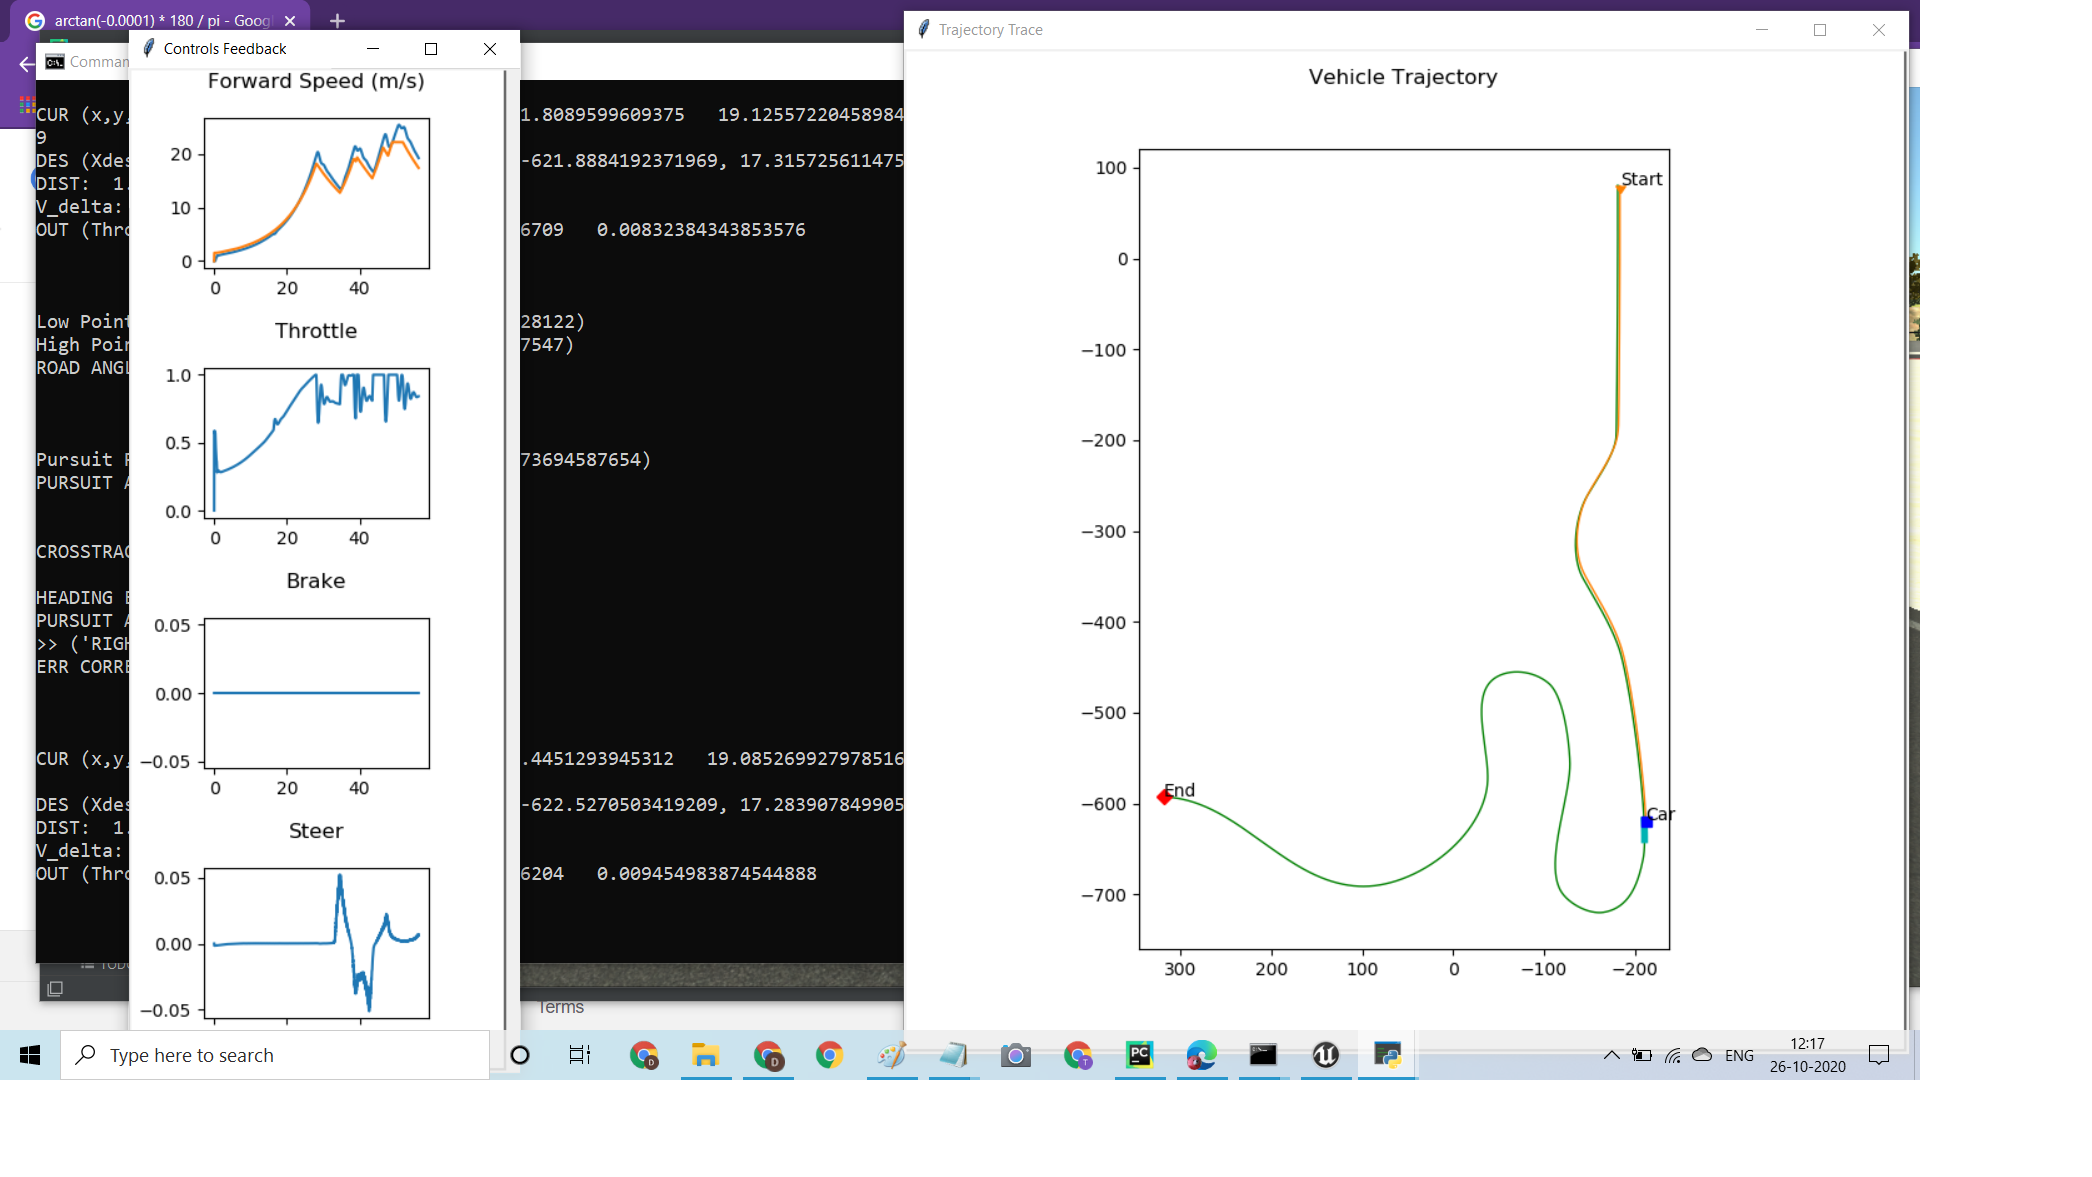 arctan(-0.0001) * 180 / pi - Goog
Comman
CUR (x,y,
9
DES (Xdes
DIST: 1.
V_delta:
OUT (Thro
Low Point
High Poin
ROAD ANGL
Pursuit P
PURSUIT A
CROSSTRAC
HEADING E
PURSUIT A
>> ('RIGH
ERR CORRE
CUR (x,y,
DES (Xdes
DIST: 1.
V_delta:
OUT (Thro
TODO
Controls Feedback
Forward Speed (m/s)
20
10
0
0 20 40
Throttle
1.0
0.5
0.0
0 20 40
Brake
0.05
0.00
−0.05
0 20 40
Steer
0.05
0.00
−0.05
1.8089599609375 19.12557220458984
-621.8884192371969, 17.315725611475
6709 0.00832384343853576
28122)
7547)
73694587654)
.4451293945312 19.085269927978516
-622.5270503419209, 17.283907849905
6204 0.009454983874544888
Terms
Trajectory Trace
Vehicle Trajectory
100
0
−100
−200
−300
−400
−500
−600
−700
300 200 100 0 −100 −200
Start
End
Car
Type here to search
ENG
12:17
26-10-2020